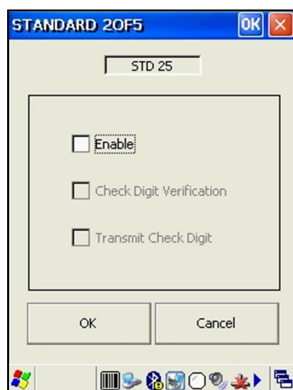 STANDARD 2OF5 OK
STD 25
Enable
Check Digit Verification
Transmit Check Digit
OK Cancel